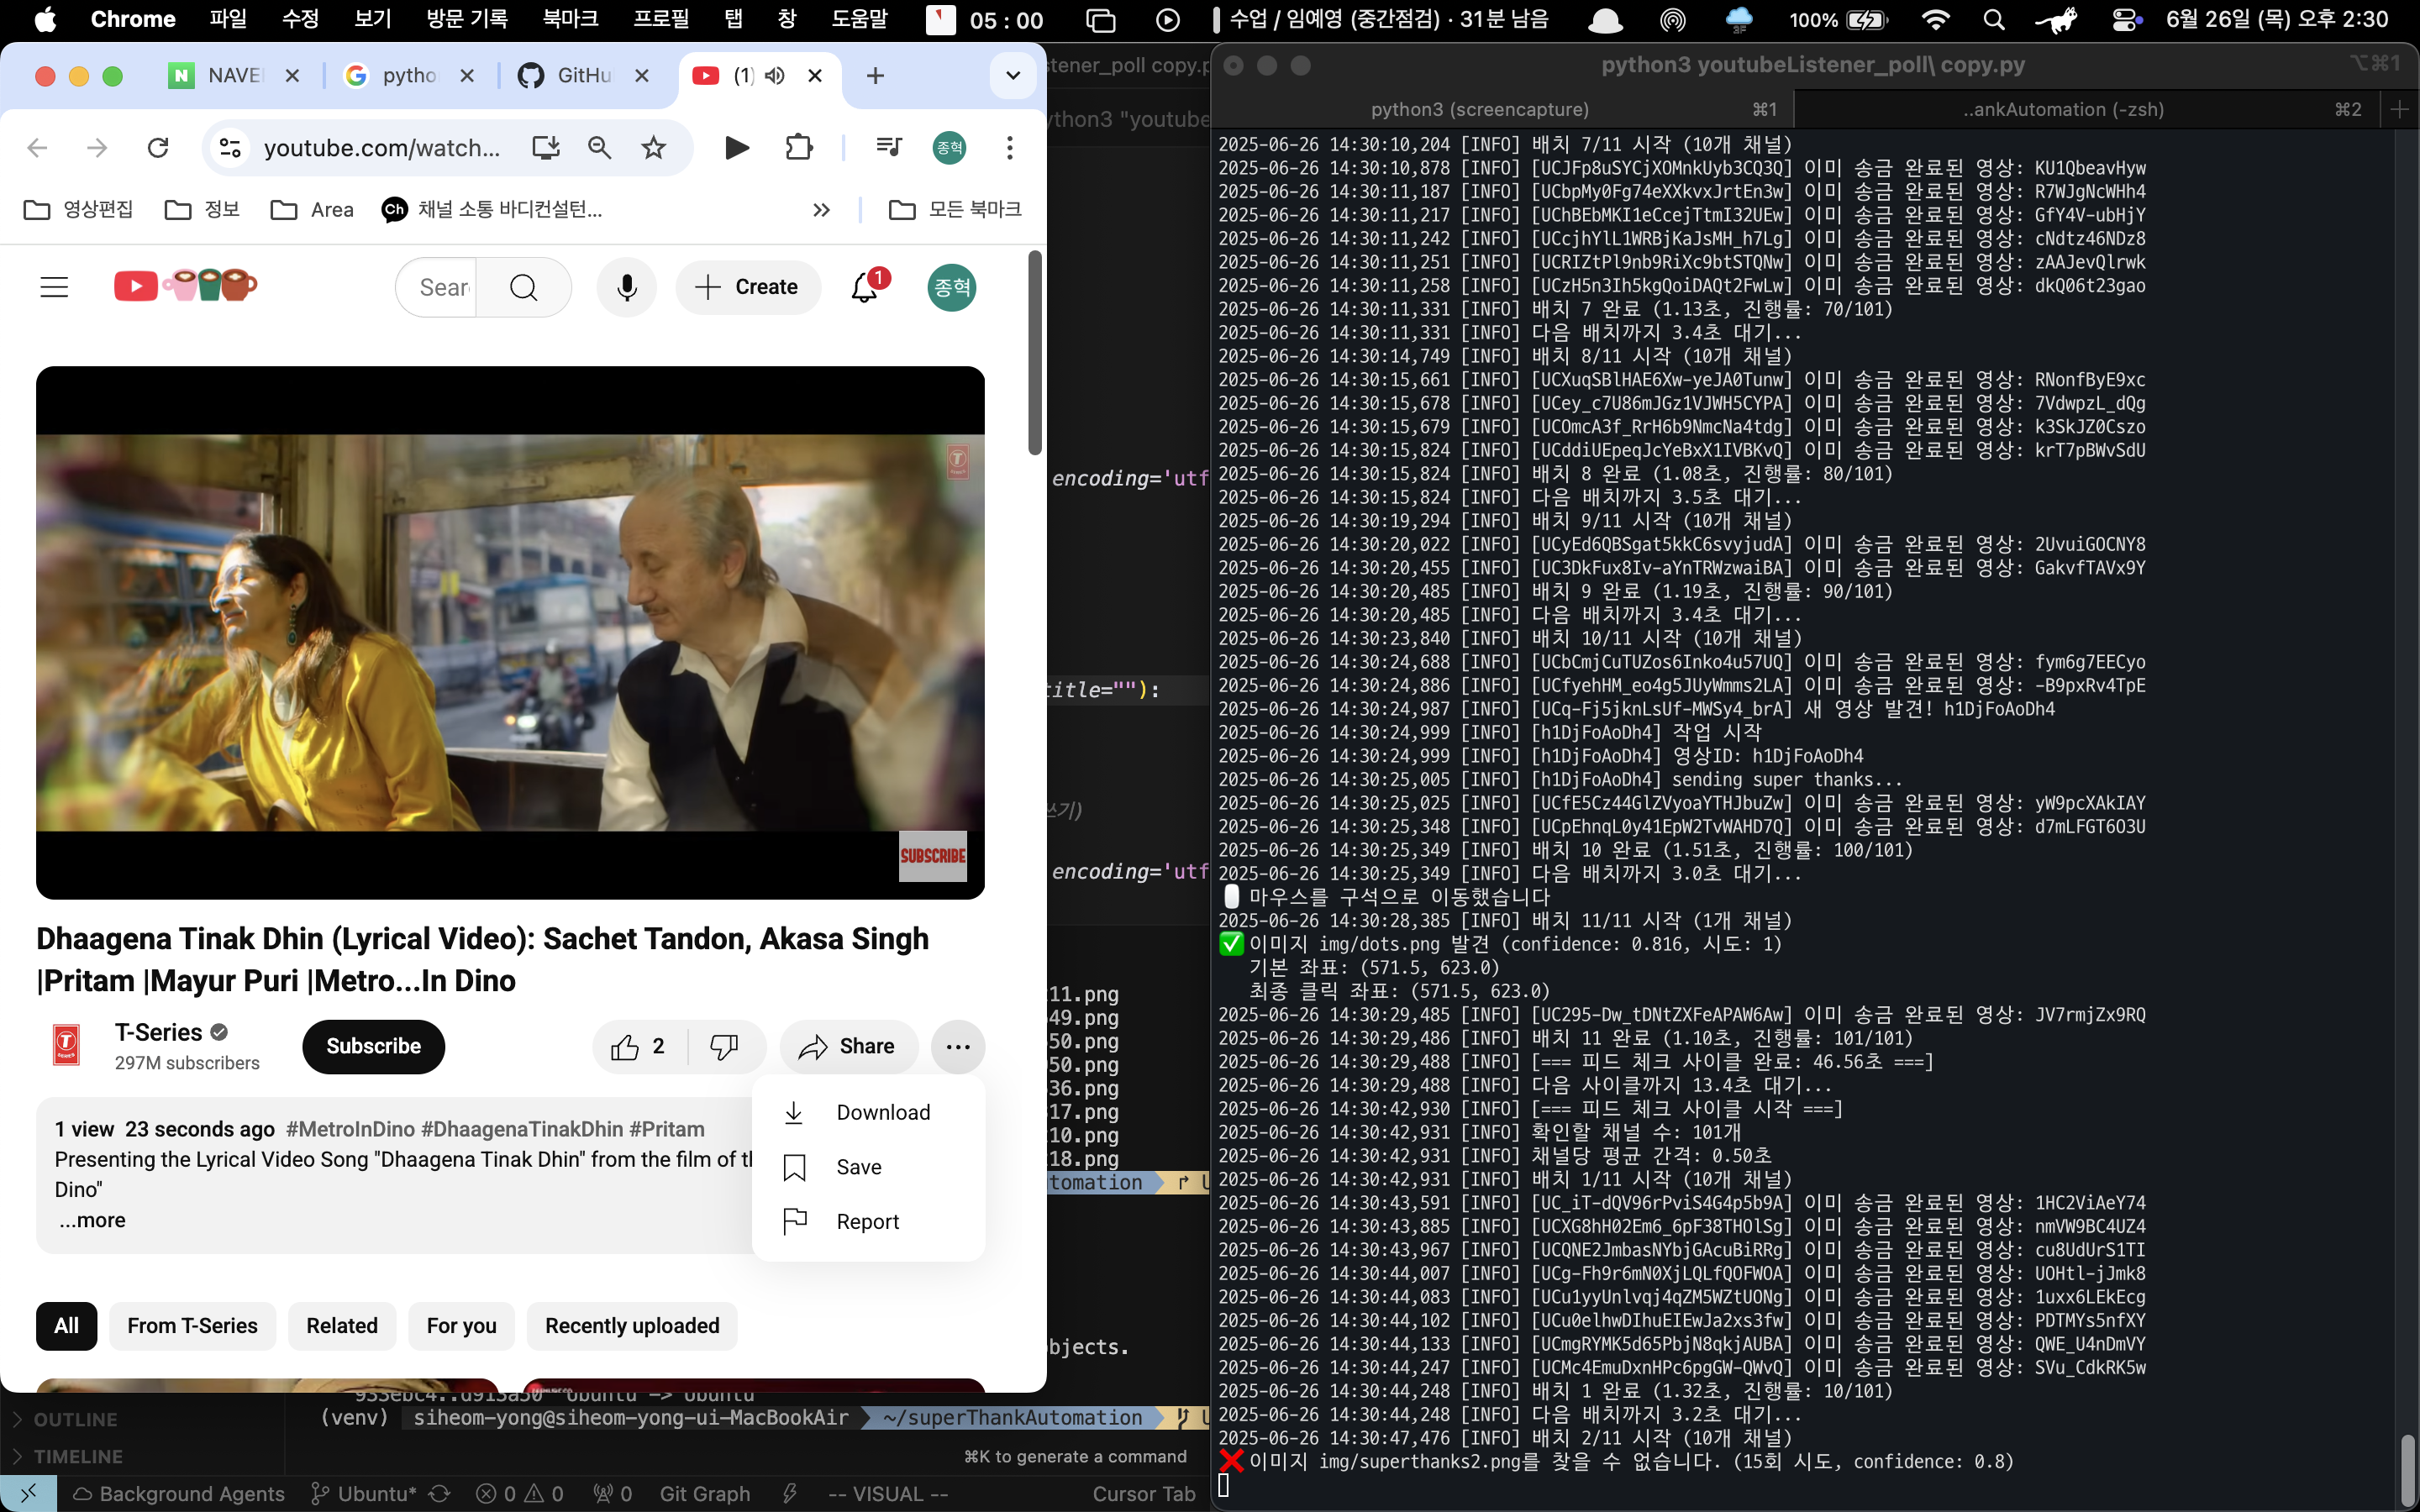 Chrome 파일 수정 보기 방문 기록 북마크 프로필 탭 창 도움말 05 : 00 수업 / 임예영 (중간점검) · 31분 남음 100% 6월 26일 (목) 오후 2:30
NAVE pytho GitHu (1)
youtube.com/watch... 종혁
영상편집 정보 Area Ch 채널 소통 바디컨설턴... 모든 북마크
Sear Create 1 종혁
SUBSCRIBE
Dhaagena Tinak Dhin (Lyrical Video): Sachet Tandon, Akasa Singh
|Pritam |Mayur Puri |Metro...In Dino
T-Series
297M subscribers
Subscribe 2 Share
Download
Save
Report
1 view 23 seconds ago #MetroInDino #DhaagenaTinakDhin #Pritam
Presenting the Lyrical Video Song "Dhaagena Tinak Dhin" from the film of th
Dino"
...more
All From T-Series Related For you Recently uploaded
stener_poll copy.p
ython3 "youtube
encoding='utf
title=""):
쓰기)
encoding='utf
11.png
49.png
50.png
50.png
36.png
17.png
10.png
18.png
tomation
bjects.
933ebc4..d913a50 Ubuntu -> Ubuntu
(venv) siheom-yong@siheom-yong-ui-MacBookAir ~/superThankAutomation
⌘K to generate a command
OUTLINE
TIMELINE
Background Agents Ubuntu* 0 0 0 Git Graph -- VISUAL -- Cursor Tab
python3 youtubeListener_poll\ copy.py ⌥⌘1
python3 (screencapture) ⌘1 ..ankAutomation (-zsh) ⌘2
2025-06-26 14:30:10,204 [INFO] 배치 7/11 시작 (10개 채널)
2025-06-26 14:30:10,878 [INFO] [UCJFp8uSYCjXOMnkUyb3CQ3Q] 이미 송금 완료된 영상: KU1QbeavHyw
2025-06-26 14:30:11,187 [INFO] [UCbpMy0Fg74eXXkvxJrtEn3w] 이미 송금 완료된 영상: R7WJgNcWHh4
2025-06-26 14:30:11,217 [INFO] [UChBEbMKI1eCcejTtmI32UEw] 이미 송금 완료된 영상: GfY4V-ubHjY
2025-06-26 14:30:11,242 [INFO] [UCcjhYlL1WRBjKaJsMH_h7Lg] 이미 송금 완료된 영상: cNdtz46NDz8
2025-06-26 14:30:11,251 [INFO] [UCRIZtPl9nb9RiXc9btSTQNw] 이미 송금 완료된 영상: zAAJevQlrwk
2025-06-26 14:30:11,258 [INFO] [UCzH5n3Ih5kgQoiDAQt2FwLw] 이미 송금 완료된 영상: dkQ06t23gao
2025-06-26 14:30:11,331 [INFO] 배치 7 완료 (1.13초, 진행률: 70/101)
2025-06-26 14:30:11,331 [INFO] 다음 배치까지 3.4초 대기...
2025-06-26 14:30:14,749 [INFO] 배치 8/11 시작 (10개 채널)
2025-06-26 14:30:15,661 [INFO] [UCXuqSBlHAE6Xw-yeJA0Tunw] 이미 송금 완료된 영상: RNonfByE9xc
2025-06-26 14:30:15,678 [INFO] [UCey_c7U86mJGz1VJWH5CYPA] 이미 송금 완료된 영상: 7VdwpzL_dQg
2025-06-26 14:30:15,679 [INFO] [UCOmcA3f_RrH6b9NmcNa4tdg] 이미 송금 완료된 영상: k3SkJZ0Cszo
2025-06-26 14:30:15,824 [INFO] [UCddiUEpeqJcYeBxX1IVBKvQ] 이미 송금 완료된 영상: krT7pBWvSdU
2025-06-26 14:30:15,824 [INFO] 배치 8 완료 (1.08초, 진행률: 80/101)
2025-06-26 14:30:15,824 [INFO] 다음 배치까지 3.5초 대기...
2025-06-26 14:30:19,294 [INFO] 배치 9/11 시작 (10개 채널)
2025-06-26 14:30:20,022 [INFO] [UCyEd6QBSgat5kkC6svyjudA] 이미 송금 완료된 영상: 2UvuiGOCNY8
2025-06-26 14:30:20,455 [INFO] [UC3DkFux8Iv-aYnTRWzwaiBA] 이미 송금 완료된 영상: GakvfTAVx9Y
2025-06-26 14:30:20,485 [INFO] 배치 9 완료 (1.19초, 진행률: 90/101)
2025-06-26 14:30:20,485 [INFO] 다음 배치까지 3.4초 대기...
2025-06-26 14:30:23,840 [INFO] 배치 10/11 시작 (10개 채널)
2025-06-26 14:30:24,688 [INFO] [UCbCmjCuTUZos6Inko4u57UQ] 이미 송금 완료된 영상: fym6g7EECyo
2025-06-26 14:30:24,886 [INFO] [UCfyehHM_eo4g5JUyWmms2LA] 이미 송금 완료된 영상: -B9pxRv4TpE
2025-06-26 14:30:24,987 [INFO] [UCq-Fj5jknLsUf-MWSy4_brA] 새 영상 발견! h1DjFoAoDh4
2025-06-26 14:30:24,999 [INFO] [h1DjFoAoDh4] 작업 시작
2025-06-26 14:30:24,999 [INFO] [h1DjFoAoDh4] 영상ID: h1DjFoAoDh4
2025-06-26 14:30:25,005 [INFO] [h1DjFoAoDh4] sending super thanks...
2025-06-26 14:30:25,025 [INFO] [UCfE5Cz44GlZVyoaYTHJbuZw] 이미 송금 완료된 영상: yW9pcXAkIAY
2025-06-26 14:30:25,348 [INFO] [UCpEhnqL0y41EpW2TvWAHD7Q] 이미 송금 완료된 영상: d7mLFGT6O3U
2025-06-26 14:30:25,349 [INFO] 배치 10 완료 (1.51초, 진행률: 100/101)
2025-06-26 14:30:25,349 [INFO] 다음 배치까지 3.0초 대기...
마우스를 구석으로 이동했습니다
2025-06-26 14:30:28,385 [INFO] 배치 11/11 시작 (1개 채널)
✅ 이미지 img/dots.png 발견 (confidence: 0.816, 시도: 1)
기본 좌표: (571.5, 623.0)
최종 클릭 좌표: (571.5, 623.0)
2025-06-26 14:30:29,485 [INFO] [UC295-Dw_tDNtZXFeAPAW6Aw] 이미 송금 완료된 영상: JV7rmjZx9RQ
2025-06-26 14:30:29,486 [INFO] 배치 11 완료 (1.10초, 진행률: 101/101)
2025-06-26 14:30:29,488 [INFO] [=== 피드 체크 사이클 완료: 46.56초 ===]
2025-06-26 14:30:29,488 [INFO] 다음 사이클까지 13.4초 대기...
2025-06-26 14:30:42,930 [INFO] [=== 피드 체크 사이클 시작 ===]
2025-06-26 14:30:42,931 [INFO] 확인할 채널 수: 101개
2025-06-26 14:30:42,931 [INFO] 채널당 평균 간격: 0.50초
2025-06-26 14:30:42,931 [INFO] 배치 1/11 시작 (10개 채널)
2025-06-26 14:30:43,591 [INFO] [UC_iT-dQV96rPviS4G4p5b9A] 이미 송금 완료된 영상: 1HC2ViAeY74
2025-06-26 14:30:43,885 [INFO] [UCXG8hH02Em6_6pF38THOlSg] 이미 송금 완료된 영상: nmVW9BC4UZ4
2025-06-26 14:30:43,967 [INFO] [UCQNE2JmbasNYbjGAcuBiRRg] 이미 송금 완료된 영상: cu8UdUrS1TI
2025-06-26 14:30:44,007 [INFO] [UCg-Fh9r6mN0XjLQLfQOFWOA] 이미 송금 완료된 영상: UOHtl-jJmk8
2025-06-26 14:30:44,083 [INFO] [UCu1yyUnlvqj4qZM5WZtUONg] 이미 송금 완료된 영상: 1uxx6LEkEcg
2025-06-26 14:30:44,102 [INFO] [UCu0elhwDIhuEIEwJa2xs3fw] 이미 송금 완료된 영상: PDTMYs5nfXY
2025-06-26 14:30:44,133 [INFO] [UCmgRYMK5d65PbjN8qkjAUBA] 이미 송금 완료된 영상: QWE_U4nDmVY
2025-06-26 14:30:44,247 [INFO] [UCMc4EmuDxnHPc6pgGW-QWvQ] 이미 송금 완료된 영상: SVu_CdkRK5w
2025-06-26 14:30:44,248 [INFO] 배치 1 완료 (1.32초, 진행률: 10/101)
2025-06-26 14:30:44,248 [INFO] 다음 배치까지 3.2초 대기...
2025-06-26 14:30:47,476 [INFO] 배치 2/11 시작 (10개 채널)
❌ 이미지 img/superthanks2.png를 찾을 수 없습니다. (15회 시도, confidence: 0.8)